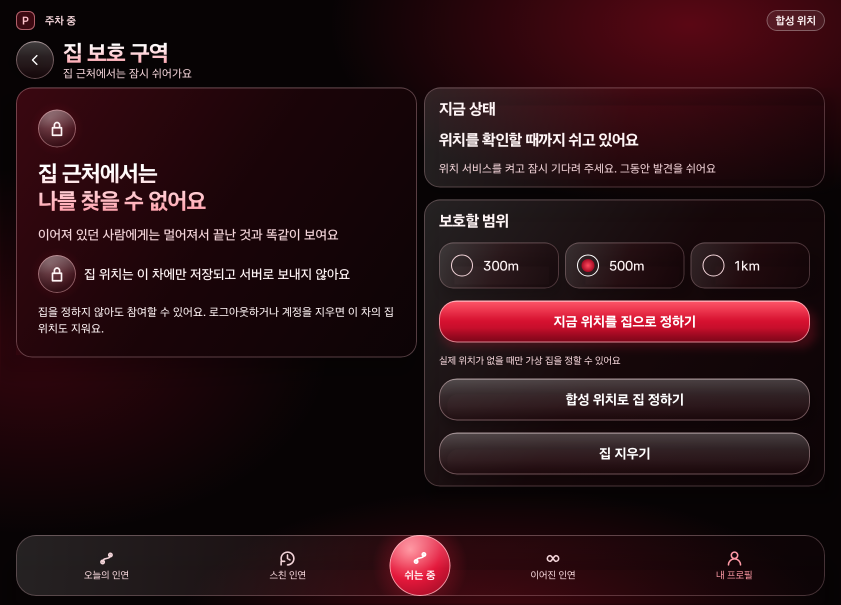 P 주차 중
합성 위치
집 보호 구역
집 근처에서는 잠시 쉬어가요
집 근처에서는
나를 찾을 수 없어요
이어져 있던 사람에게는 멀어져서 끝난 것과 똑같이 보여요
집 위치는 이 차에만 저장되고 서버로 보내지 않아요
집을 정하지 않아도 참여할 수 있어요. 로그아웃하거나 계정을 지우면 이 차의 집
위치도 지워요.
지금 상태
위치를 확인할 때까지 쉬고 있어요
위치 서비스를 켜고 잠시 기다려 주세요. 그동안 발견을 쉬어요
보호할 범위
300m
500m
1km
지금 위치를 집으로 정하기
실제 위치가 없을 때만 가상 집을 정할 수 있어요
합성 위치로 집 정하기
집 지우기
오늘의 인연
스친 인연
쉬는 중
이어진 인연
내 프로필